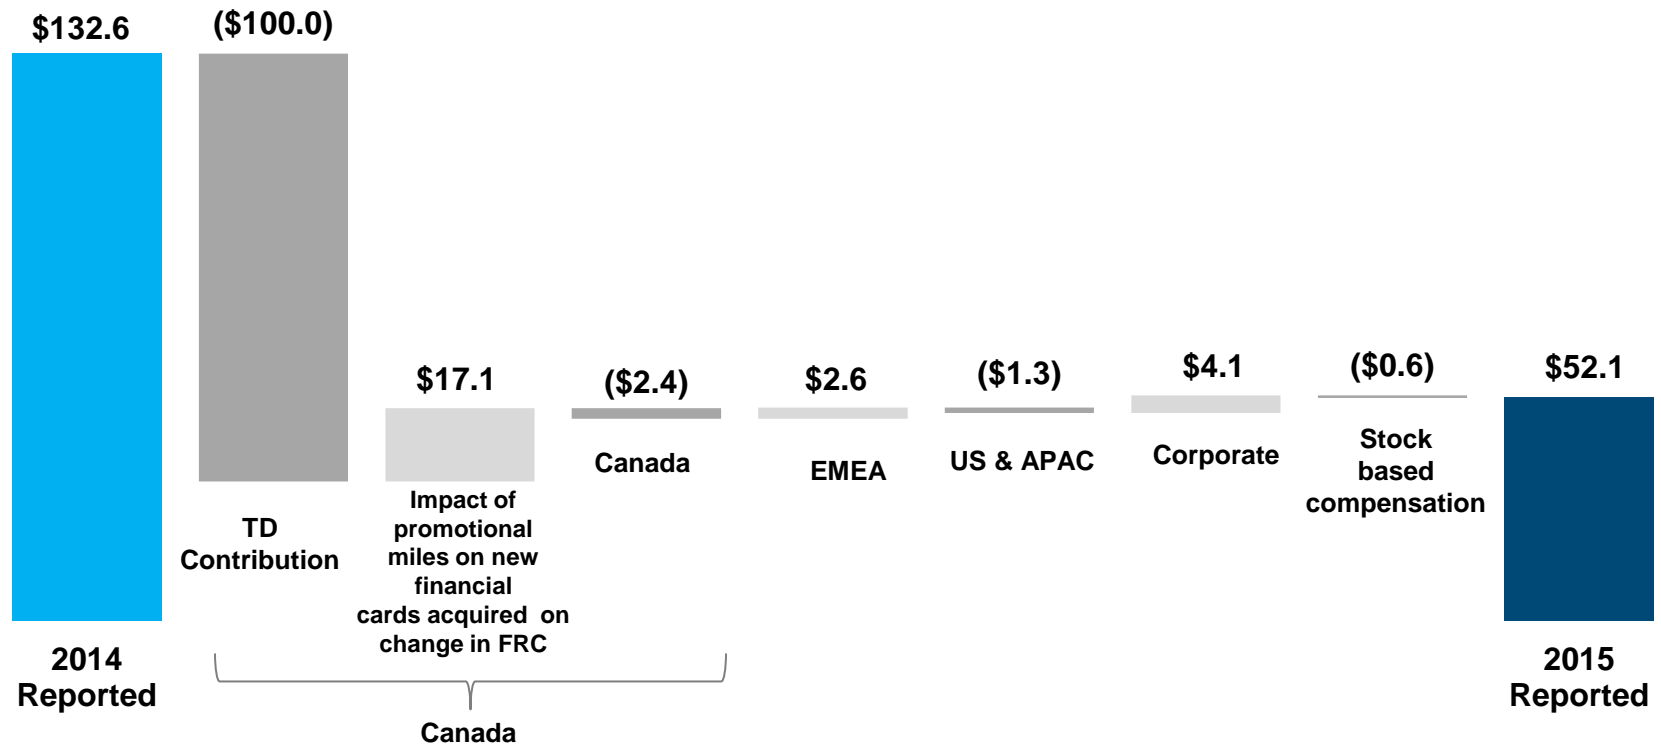 $132.6
($100.0)
$17.1
($2.4)
$2.6
($1.3)
$4.1
($0.6)
$52.1
TD
Contribution
Impact of
promotional
miles on new
financial
cards acquired on
change in FRC
Canada
EMEA
US & APAC
Corporate
Stock
based
compensation
2014
Reported
2015
Reported
Canada